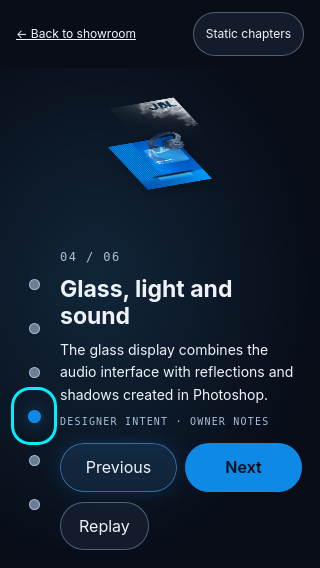 ← Back to showroom
Static chapters
JBL
04 / 06
Glass, light and
sound
The glass display combines the
audio interface with reflections and
shadows created in Photoshop.
DESIGNER INTENT · OWNER NOTES
Previous
Next
Replay